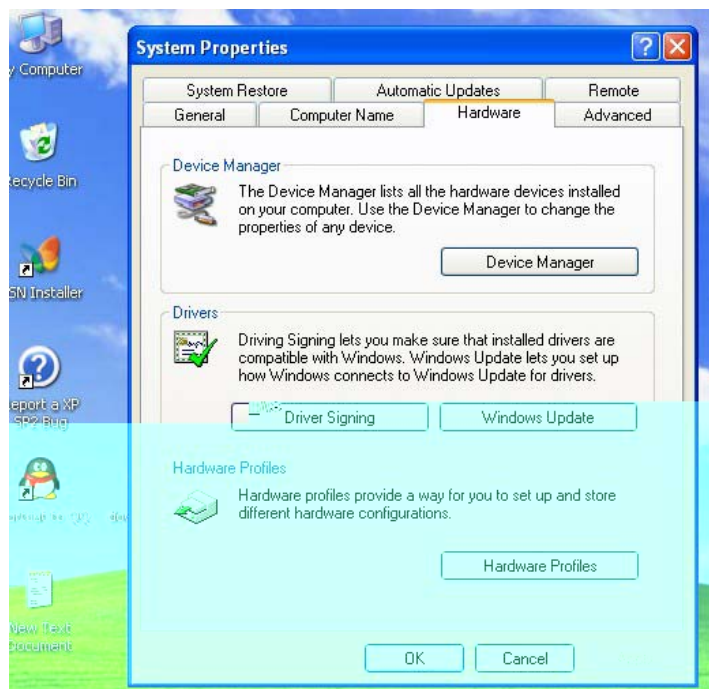 System Properties
y Computer
System Restore
Automatic Updates
Remote
General
Computer Name
Hardware
Advanced
ecycle Bin
Device Manager
The Device Manager lists all the hardware devices installed
on your computer. Use the Device Manager to change the
properties of any device.
Device Manager
SN Installer
Drivers
Driving Signing lets you make sure that installed drivers are
compatible with Windows. Windows Update lets you set up
how Windows connects to Windows Update for drivers.
eport a XP
SP2 Bug
Driver Signing
Windows Update
Hardware Profiles
Hardware profiles provide a way for you to set up and store
different hardware configurations.
Hardware Profiles
New Text
Document
OK
Cancel